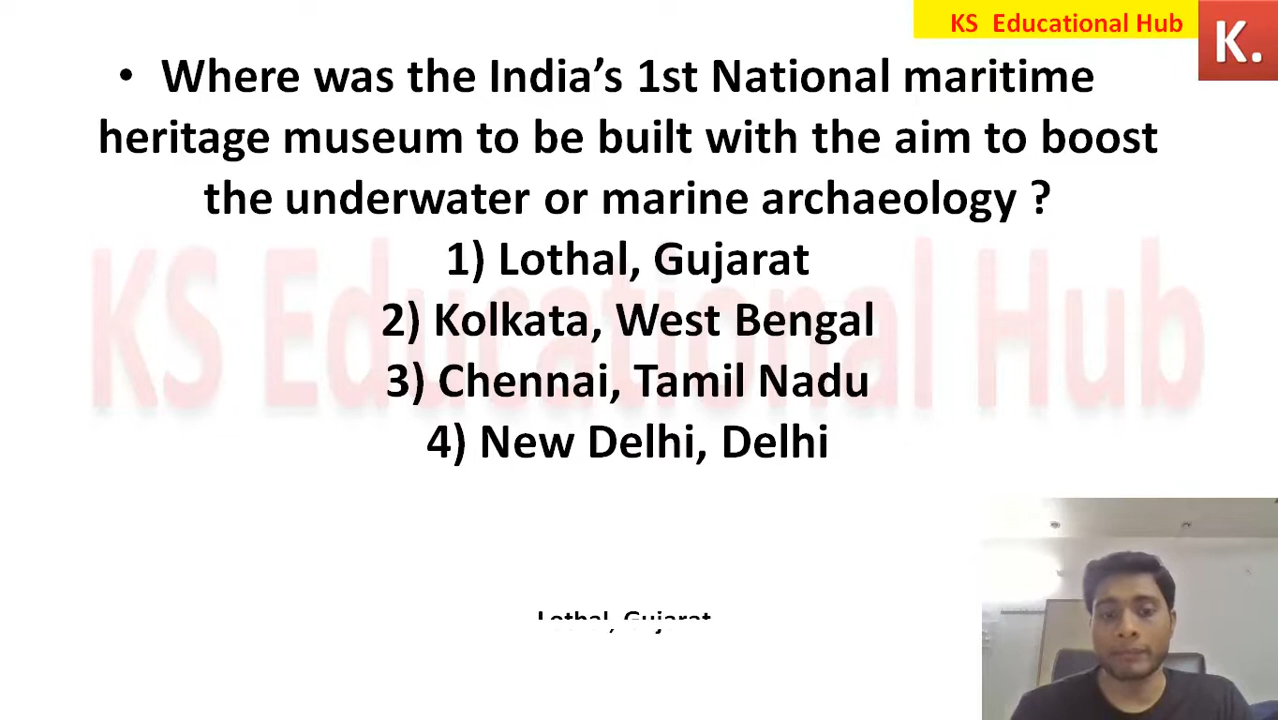 KS Educational Hub
K.
• Where was the India’s 1st National maritime
heritage museum to be built with the aim to boost
the underwater or marine archaeology ?
1) Lothal, Gujarat
2) Kolkata, West Bengal
3) Chennai, Tamil Nadu
4) New Delhi, Delhi
KS Educational Hub
Lothal, Gujarat